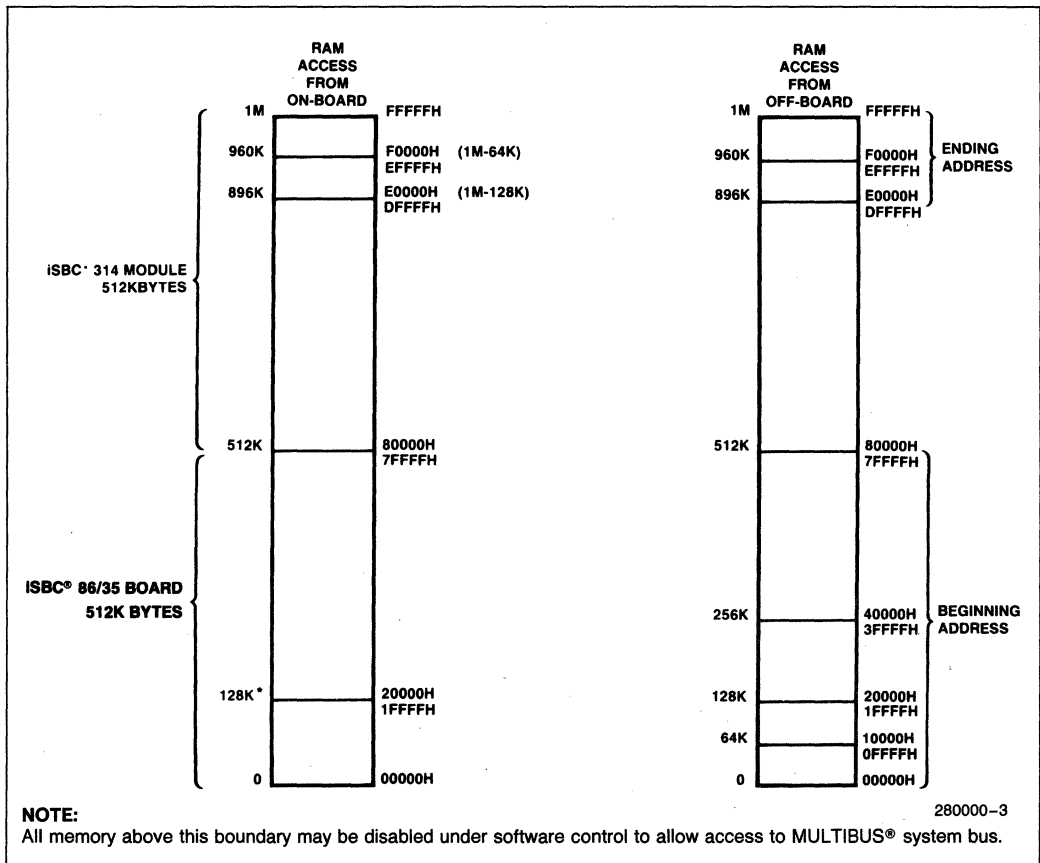 RAM
ACCESS
FROM
ON-BOARD
1M FFFFFH
960K F0000H (1M-64K)
EFFFFH
896K E0000H (1M-128K)
DFFFFH
iSBC* 314 MODULE
512KBYTES
512K 80000H
7FFFFH
iSBC® 86/35 BOARD
512K BYTES
128K* 20000H
1FFFFH
0 00000H
RAM
ACCESS
FROM
OFF-BOARD
1M FFFFFH
960K F0000H
EFFFFH
896K E0000H
DFFFFH
ENDING
ADDRESS
512K 80000H
7FFFFH
256K 40000H
3FFFFH
BEGINNING
ADDRESS
128K 20000H
1FFFFH
64K 10000H
0FFFFH
0 00000H
280000-3
NOTE:
All memory above this boundary may be disabled under software control to allow access to MULTIBUS® system bus.